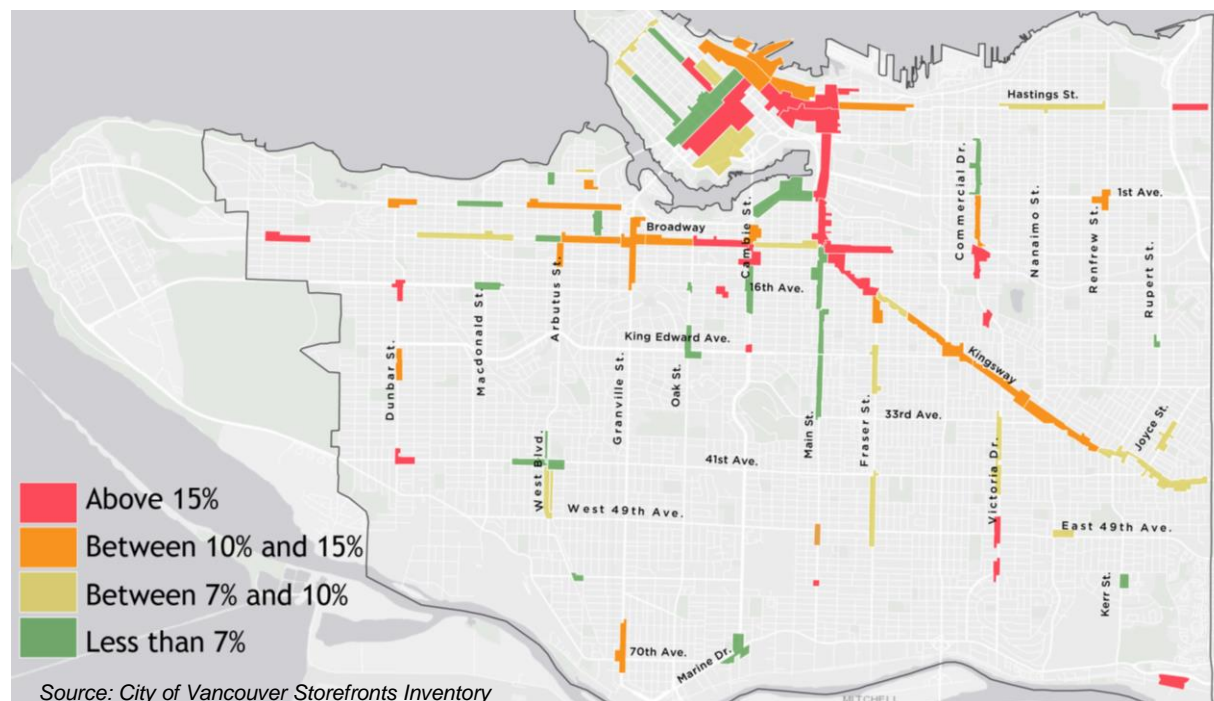 Hastings St.
Commercial Dr.
Nanaimo St.
Renfrew St.
1st Ave.
Rupert St.
Broadway
Cambie St.
16th Ave.
Arbutus St.
Macdonald St.
Dunbar St.
King Edward Ave.
Granville St.
Oak St.
Kingsway
Main St.
Fraser St.
33rd Ave.
Joyce St.
41st Ave.
West Blvd.
Victoria Dr.
West 49th Ave.
East 49th Ave.
Kerr St.
70th Ave.
Marine Dr.
MITCHELL
Above 15%
Between 10% and 15%
Between 7% and 10%
Less than 7%
Source: City of Vancouver Storefronts Inventory